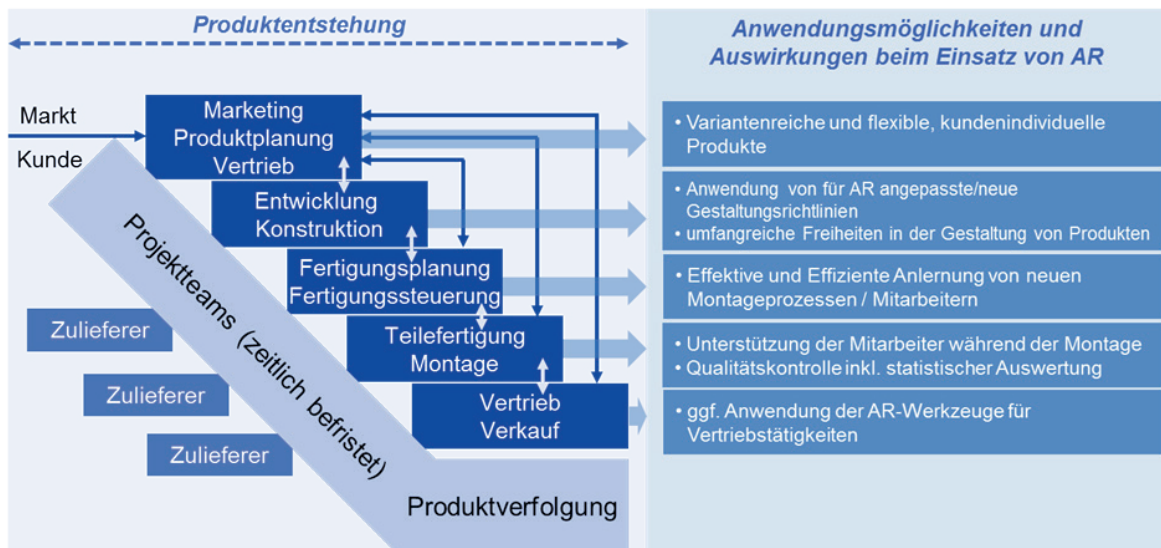 Produktentstehung
Markt
Kunde
Marketing
Produktplanung
Vertrieb
Entwicklung
Konstruktion
Fertigungsplanung
Fertigungssteuerung
Teilefertigung
Montage
Vertrieb
Verkauf
Projektteams (zeitlich befristet)
Produktverfolgung
Zulieferer
Zulieferer
Zulieferer
Anwendungsmöglichkeiten und
Auswirkungen beim Einsatz von AR
• Variantenreiche und flexible, kundenindividuelle
Produkte
• Anwendung von für AR angepasste/neue
Gestaltungsrichtlinien
• umfangreiche Freiheiten in der Gestaltung von Produkten
• Effektive und Effiziente Anlernung von neuen
Montageprozessen / Mitarbeitern
• Unterstützung der Mitarbeiter während der Montage
• Qualitätskontrolle inkl. statistischer Auswertung
• ggf. Anwendung der AR-Werkzeuge für
Vertriebstätigkeiten